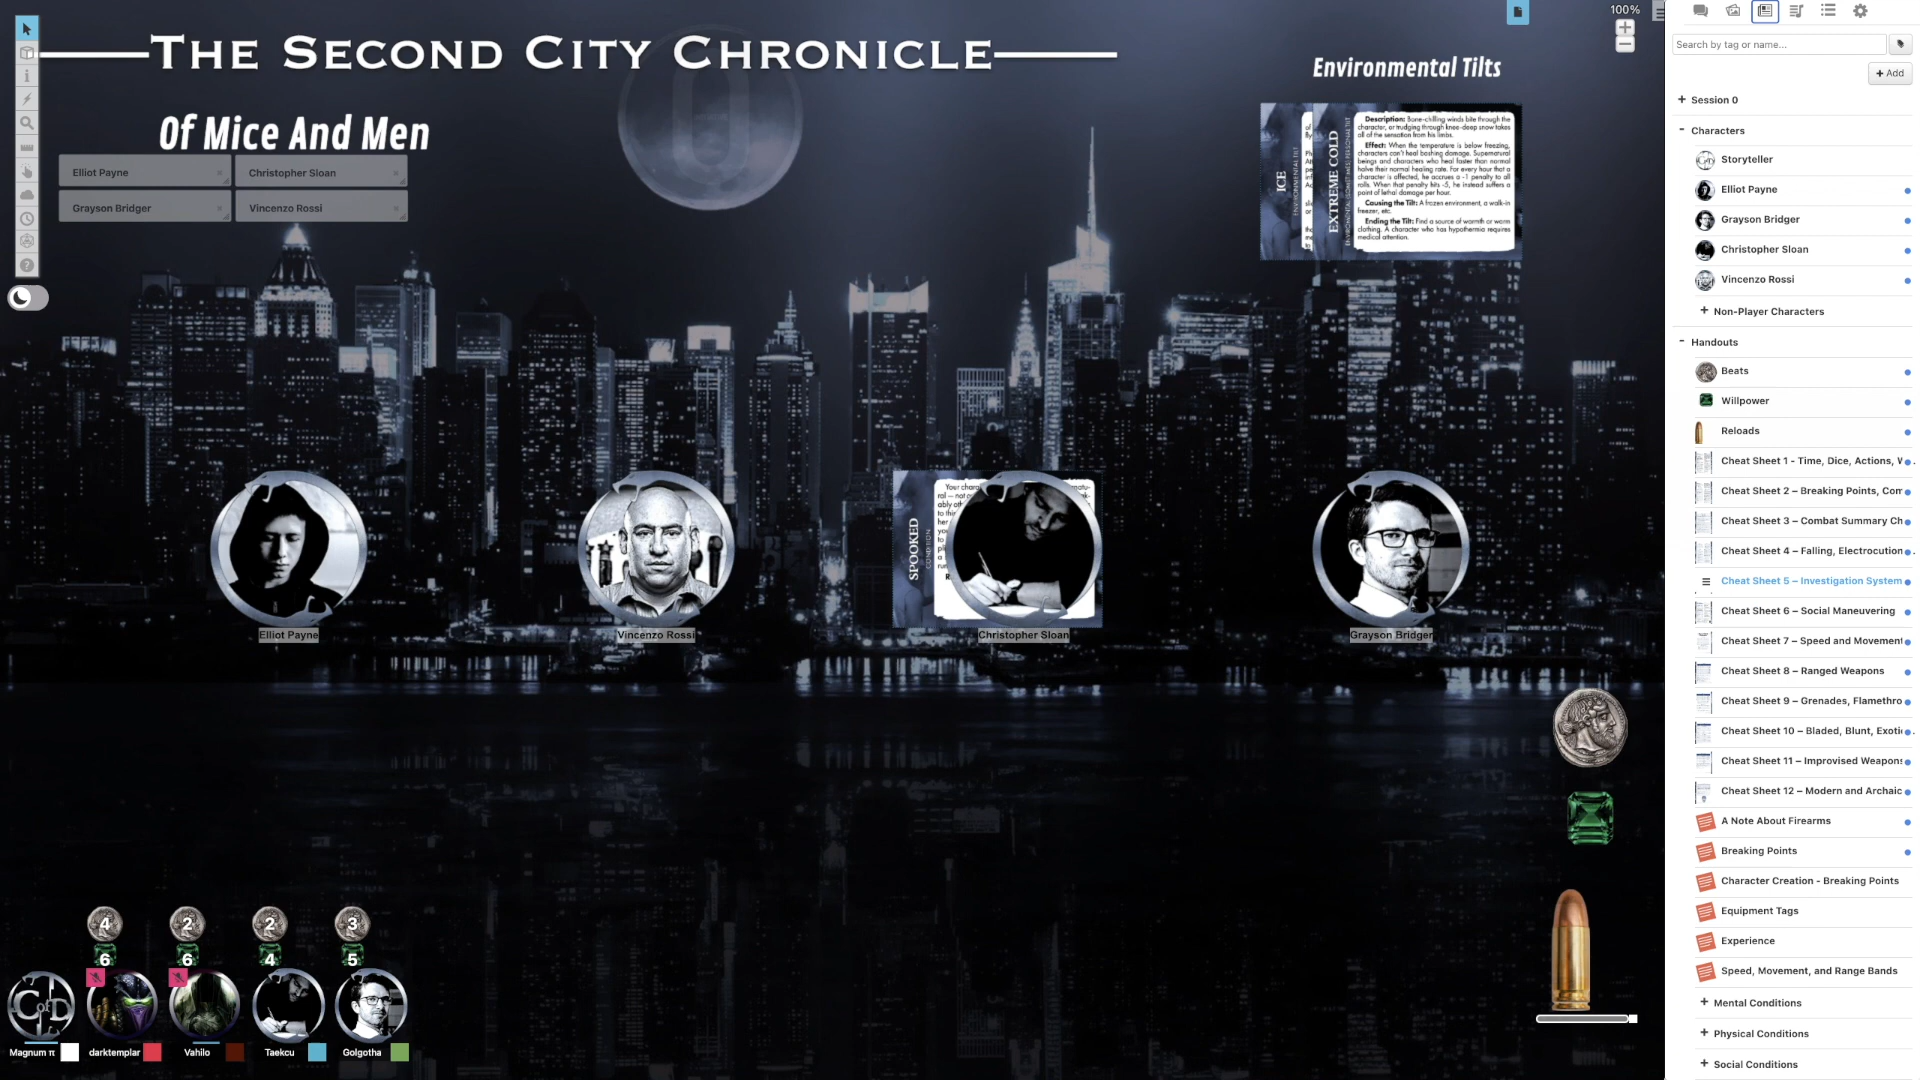 100%
THE SECOND CITY CHRONICLE
Of Mice And Men
Environmental Tilts
Elliot Payne
Christopher Sloan
Grayson Bridger
Vincenzo Rossi
ICE
ENVIRONMENTAL TILT
EXTREME COLD
Description: Bone-chilling winds bite through the
character, or trudging through knee-deep snow takes
all of the sensation from his limbs.
Effect: When the temperature is below freezing,
characters can't heal bashing damage. Supernatural
beings and characters who heal faster than normal
halve their normal healing rate. For every hour that a
character is affected, he accrues a -1 penalty to all
rolls. When that penalty hits -5, he instead suffers a
point of lethal damage per hour.
Causing the Tilt: A frozen environment, a walk-in
freezer, etc.
Ending the Tilt: Find a source of warmth or warm
clothing. A character who has hypothermia requires
medical attention.
SPOOKED
CONDITION
Your chara
Elliot Payne
Vincenzo Rossi
Christopher Sloan
Grayson Bridger
4
2
2
3
6
6
4
5
CofD
Magnum π
darktemplar
Vahilo
Taekcu
Golgotha
Search by tag or name...
+ Add
+ Session 0
- Characters
Storyteller
Elliot Payne
Grayson Bridger
Christopher Sloan
Vincenzo Rossi
+ Non-Player Characters
- Handouts
Beats
Willpower
Reloads
Cheat Sheet 1 - Time, Dice, Actions, W
Cheat Sheet 2 – Breaking Points, Com
Cheat Sheet 3 – Combat Summary Ch
Cheat Sheet 4 – Falling, Electrocution
Cheat Sheet 5 – Investigation System
Cheat Sheet 6 – Social Maneuvering
Cheat Sheet 7 – Speed and Movement
Cheat Sheet 8 – Ranged Weapons
Cheat Sheet 9 – Grenades, Flamethro
Cheat Sheet 10 – Bladed, Blunt, Exoti
Cheat Sheet 11 – Improvised Weapons
Cheat Sheet 12 – Modern and Archaic
A Note About Firearms
Breaking Points
Character Creation - Breaking Points
Equipment Tags
Experience
Speed, Movement, and Range Bands
+ Mental Conditions
+ Physical Conditions
+ Social Conditions